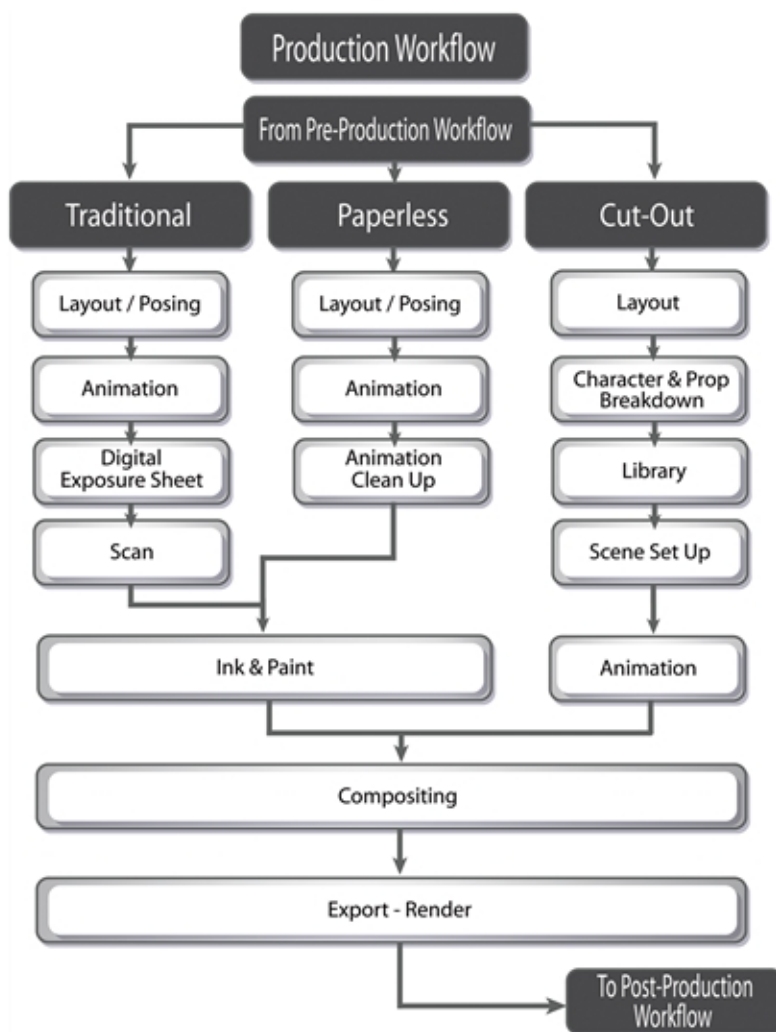 Production Workflow
From Pre-Production Workflow
Traditional
Paperless
Cut-Out
Layout / Posing
Layout / Posing
Layout
Animation
Animation
Character & Prop
Breakdown
Digital
Exposure Sheet
Animation
Clean Up
Library
Scan
Scene Set Up
Ink & Paint
Animation
Compositing
Export - Render
To Post-Production
Workflow